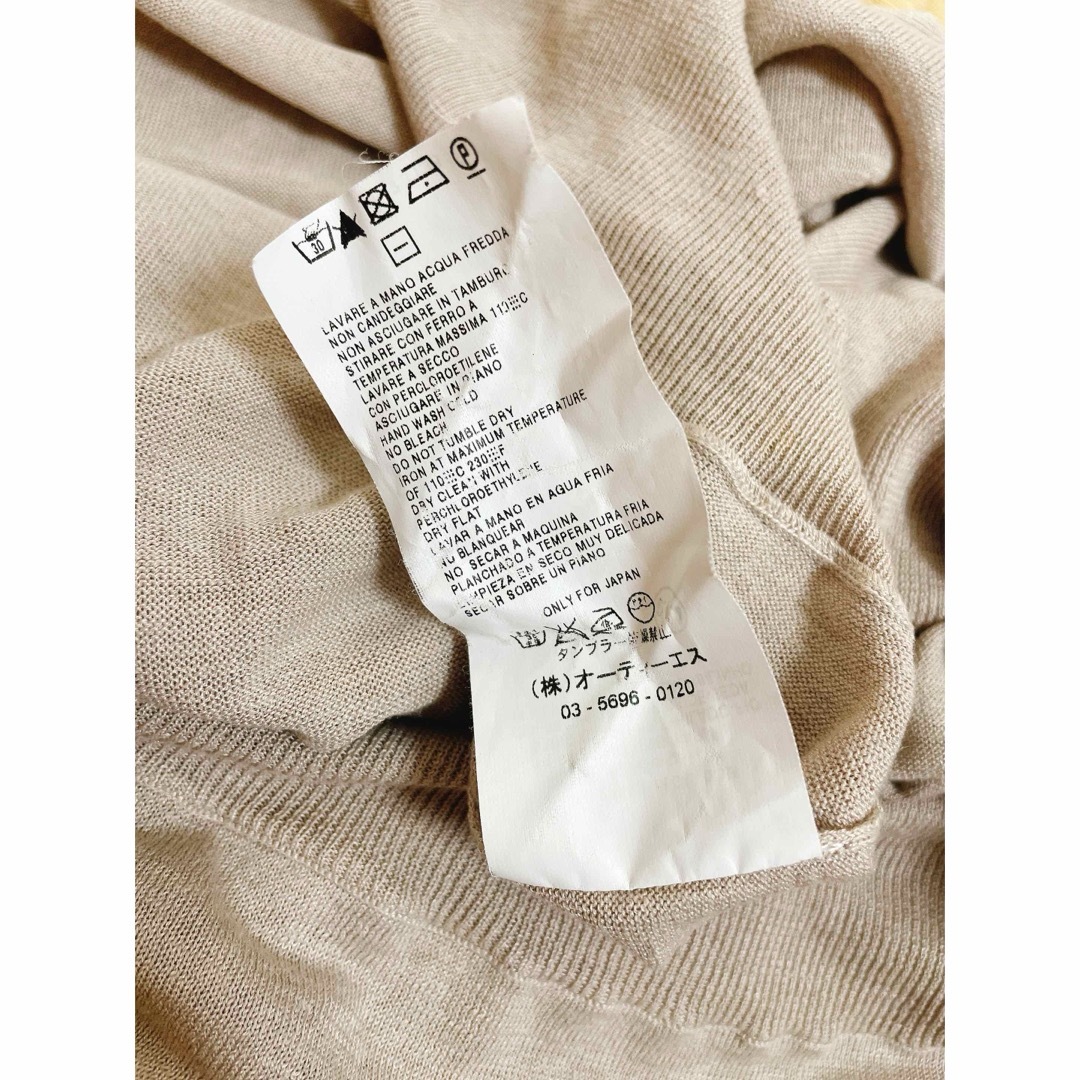 30
P
LAVARE A MANO ACQUA FREDDA
NON CANDEGGIARE
NON ASCIUGARE IN TAMBURO
STIRARE CON FERRO A
TEMPERATURA MASSIMA 110 C
LAVARE A SECCO
CON PERCLOROETILENE
ASCIUGARE IN PIANO
HAND WASH COLD
NO BLEACH
DO NOT TUMBLE DRY
IRON AT MAXIMUM TEMPERATURE
OF 110 C 230 F
DRY CLEAN WITH
PERCHLOROETHYLENE
DRY FLAT
LAVAR A MANO EN AGUA FRIA
NO BLANQUEAR
NO SECAR A MAQUINA
PLANCHADO A TEMPERATURA FRIA
LIMPIEZA EN SECO MUY DELICADA
SECAR SOBRE UN PIANO
ONLY FOR JAPAN
タンブラー乾燥禁止
(株)オーディーエス
03-5696-0120